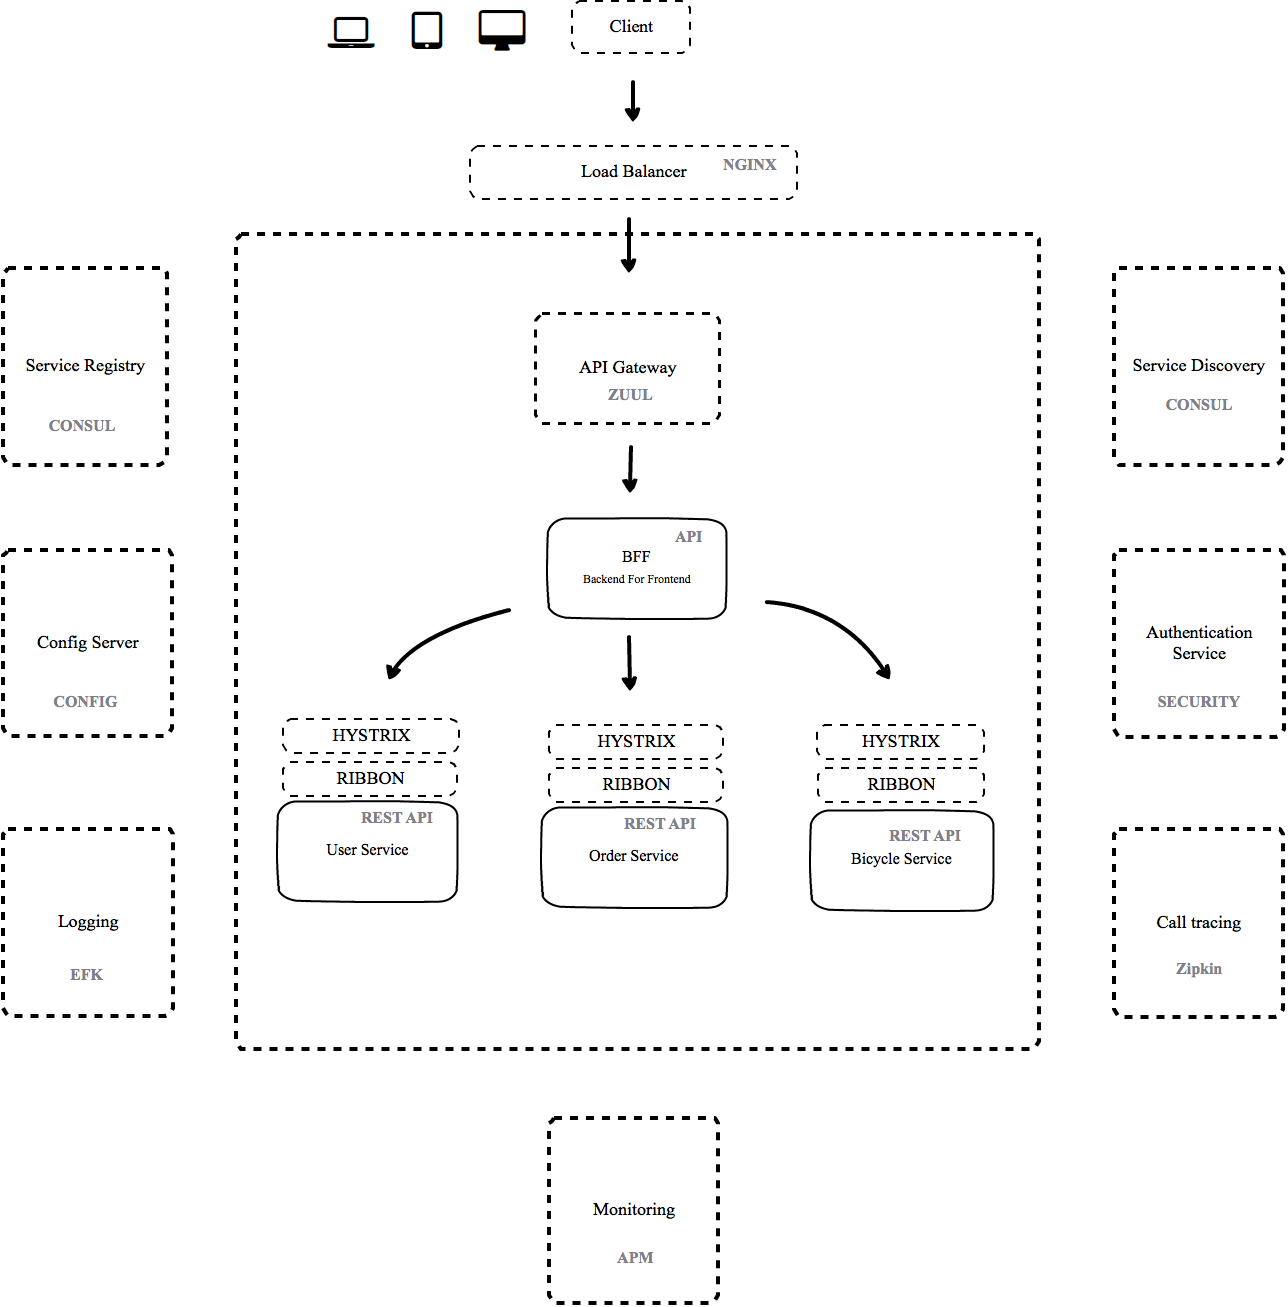 Client
Load Balancer
NGINX
Service Registry
CONSUL
API Gateway
ZUUL
Service Discovery
CONSUL
API
BFF
Backend For Frontend
Config Server
CONFIG
Authentication
Service
SECURITY
HYSTRIX
RIBBON
REST API
User Service
HYSTRIX
RIBBON
REST API
Order Service
HYSTRIX
RIBBON
REST API
Bicycle Service
Logging
EFK
Call tracing
Zipkin
Monitoring
APM